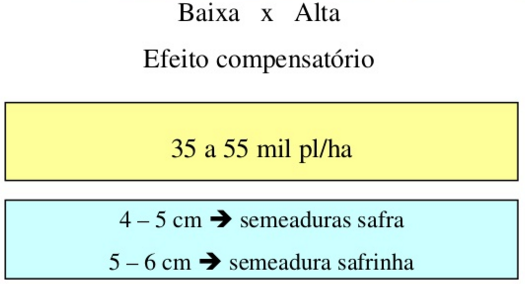 Baixa x Alta
Efeito compensatório
35 a 55 mil pl/ha
4 – 5 cm ➔ semeaduras safra
5 – 6 cm ➔ semeadura safrinha